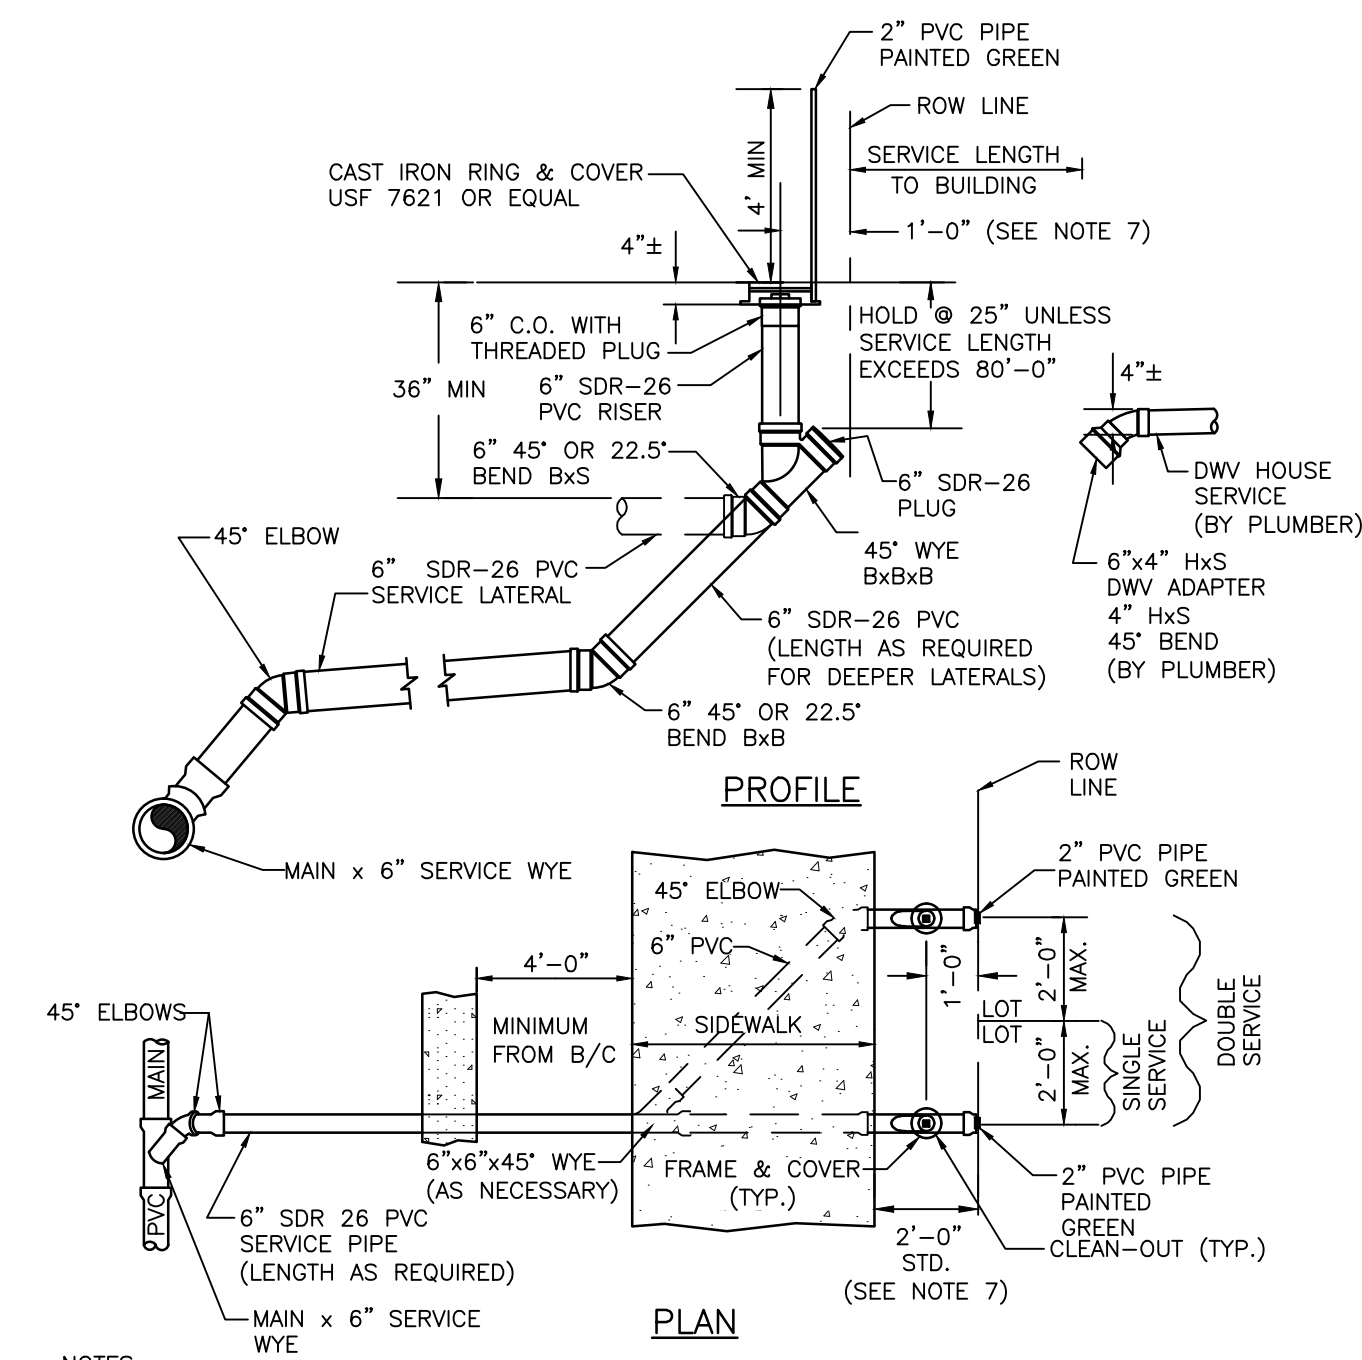 2" PVC PIPE
PAINTED GREEN
ROW LINE
SERVICE LENGTH
TO BUILDING
CAST IRON RING & COVER
USF 7621 OR EQUAL
4' MIN
1'-0" (SEE NOTE 7)
4"±
6" C.O. WITH
THREADED PLUG
HOLD @ 25" UNLESS
SERVICE LENGTH
EXCEEDS 80'-0"
36" MIN
6" SDR-26
PVC RISER
4"±
6" 45° OR 22.5°
BEND BxS
6" SDR-26
PLUG
DWV HOUSE
SERVICE
(BY PLUMBER)
45° ELBOW
6" SDR-26 PVC
SERVICE LATERAL
45° WYE
BxBxB
6"x4" HxS
DWV ADAPTER
4" HxS
45° BEND
(BY PLUMBER)
6" SDR-26 PVC
(LENGTH AS REQUIRED
FOR DEEPER LATERALS)
6" 45° OR 22.5°
BEND BxB
PROFILE
MAIN x 6" SERVICE WYE
ROW
LINE
2" PVC PIPE
PAINTED GREEN
45° ELBOW
6" PVC
4'-0"
1'-0"
2'-0"
MAX.
DOUBLE
SERVICE
45° ELBOWS
MINIMUM
FROM B/C
SIDEWALK
LOT
LOT
2'-0"
MAX.
SINGLE
SERVICE
MAIN
PVC
6"x6"x45° WYE
(AS NECESSARY)
FRAME & COVER
(TYP.)
2" PVC PIPE
PAINTED
GREEN
CLEAN-OUT (TYP.)
6" SDR 26 PVC
SERVICE PIPE
(LENGTH AS REQUIRED)
2'-0"
STD.
(SEE NOTE 7)
MAIN x 6" SERVICE
WYE
PLAN
NOTES